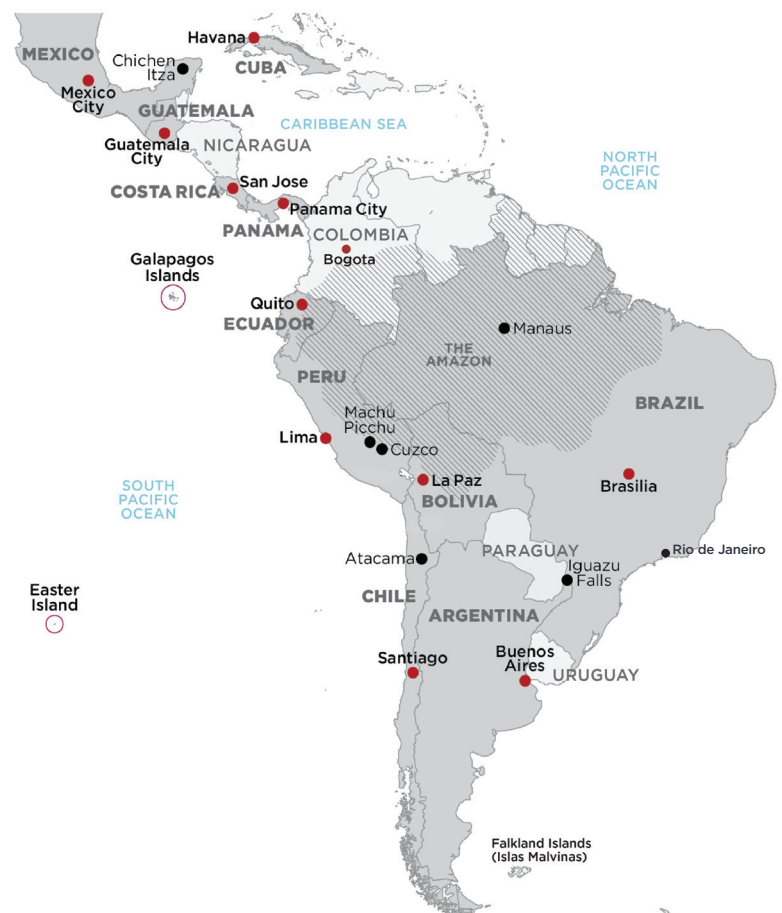 Havana
MEXICO
Chichen
Itza
CUBA
Mexico
City
GUATEMALA
CARIBBEAN SEA
Guatemala
City
NICARAGUA
NORTH
PACIFIC
OCEAN
San Jose
COSTA RICA
Panama City
PANAMA
COLOMBIA
Bogota
Galapagos
Islands
Quito
ECUADOR
Manaus
THE
AMAZON
PERU
BRAZIL
Machu
Picchu
Lima
Cuzco
La Paz
BOLIVIA
Brasilia
SOUTH
PACIFIC
OCEAN
PARAGUAY
Rio de Janeiro
Atacama
Iguazu
Falls
Easter
Island
CHILE
ARGENTINA
Santiago
Buenos
Aires
URUGUAY
Falkland Islands
(Islas Malvinas)